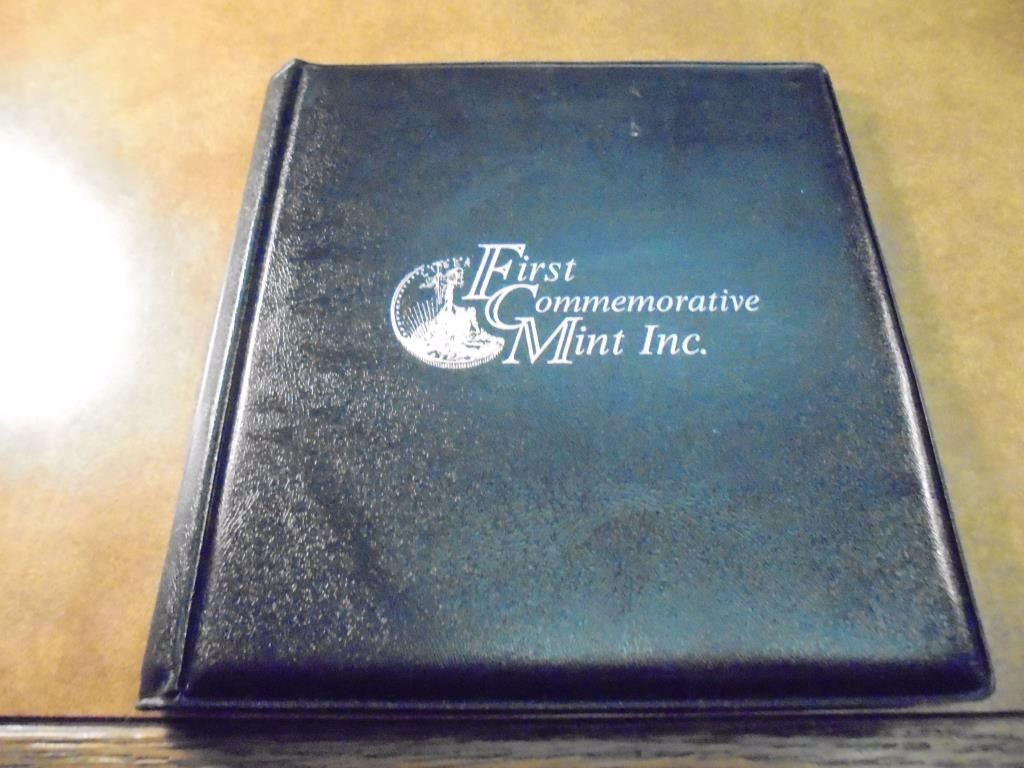 First
Commemorative
Mint Inc.